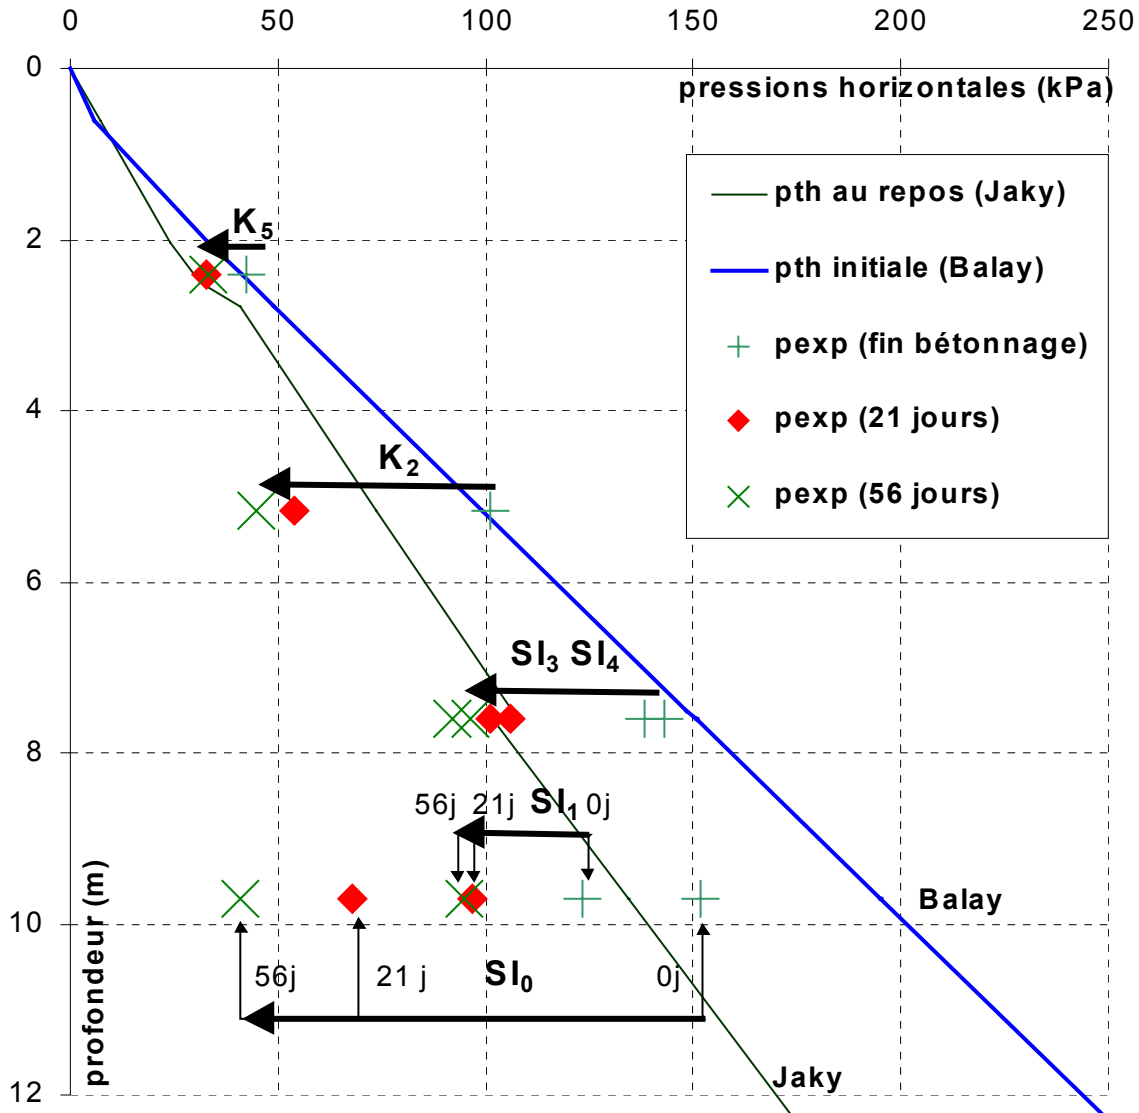 0 50 100 150 200 250
0
pressions horizontales (kPa)
pth au repos (Jaky)
K5
2
pth initiale (Balay)
pexp (fin bétonnage)
4
pexp (21 jours)
K2
pexp (56 jours)
6
SI3 SI4
8
56j 21j SI1 0j
Balay
10
56j 21 j SI0 0j
profondeur (m)
Jaky
12